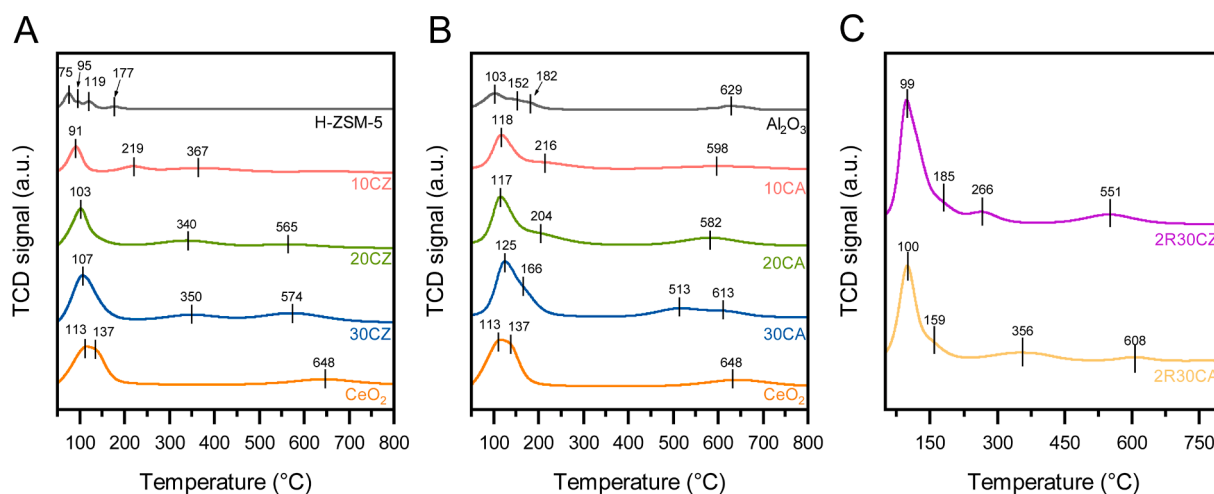 A
TCD signal (a.u.)
75
95
119
177
H-ZSM-5
91
219
367
10CZ
103
340
565
20CZ
107
350
574
30CZ
113
137
648
CeO₂
0 100 200 300 400 500 600 700 800
Temperature (°C)
B
TCD signal (a.u.)
103
152
182
629
Al₂O₃
118
216
598
10CA
117
204
582
20CA
125
166
513
613
30CA
113
137
648
CeO₂
100 200 300 400 500 600 700 800
Temperature (°C)
C
TCD signal (a.u.)
99
185
266
551
2R30CZ
100
159
356
608
2R30CA
150 300 450 600 750
Temperature (°C)